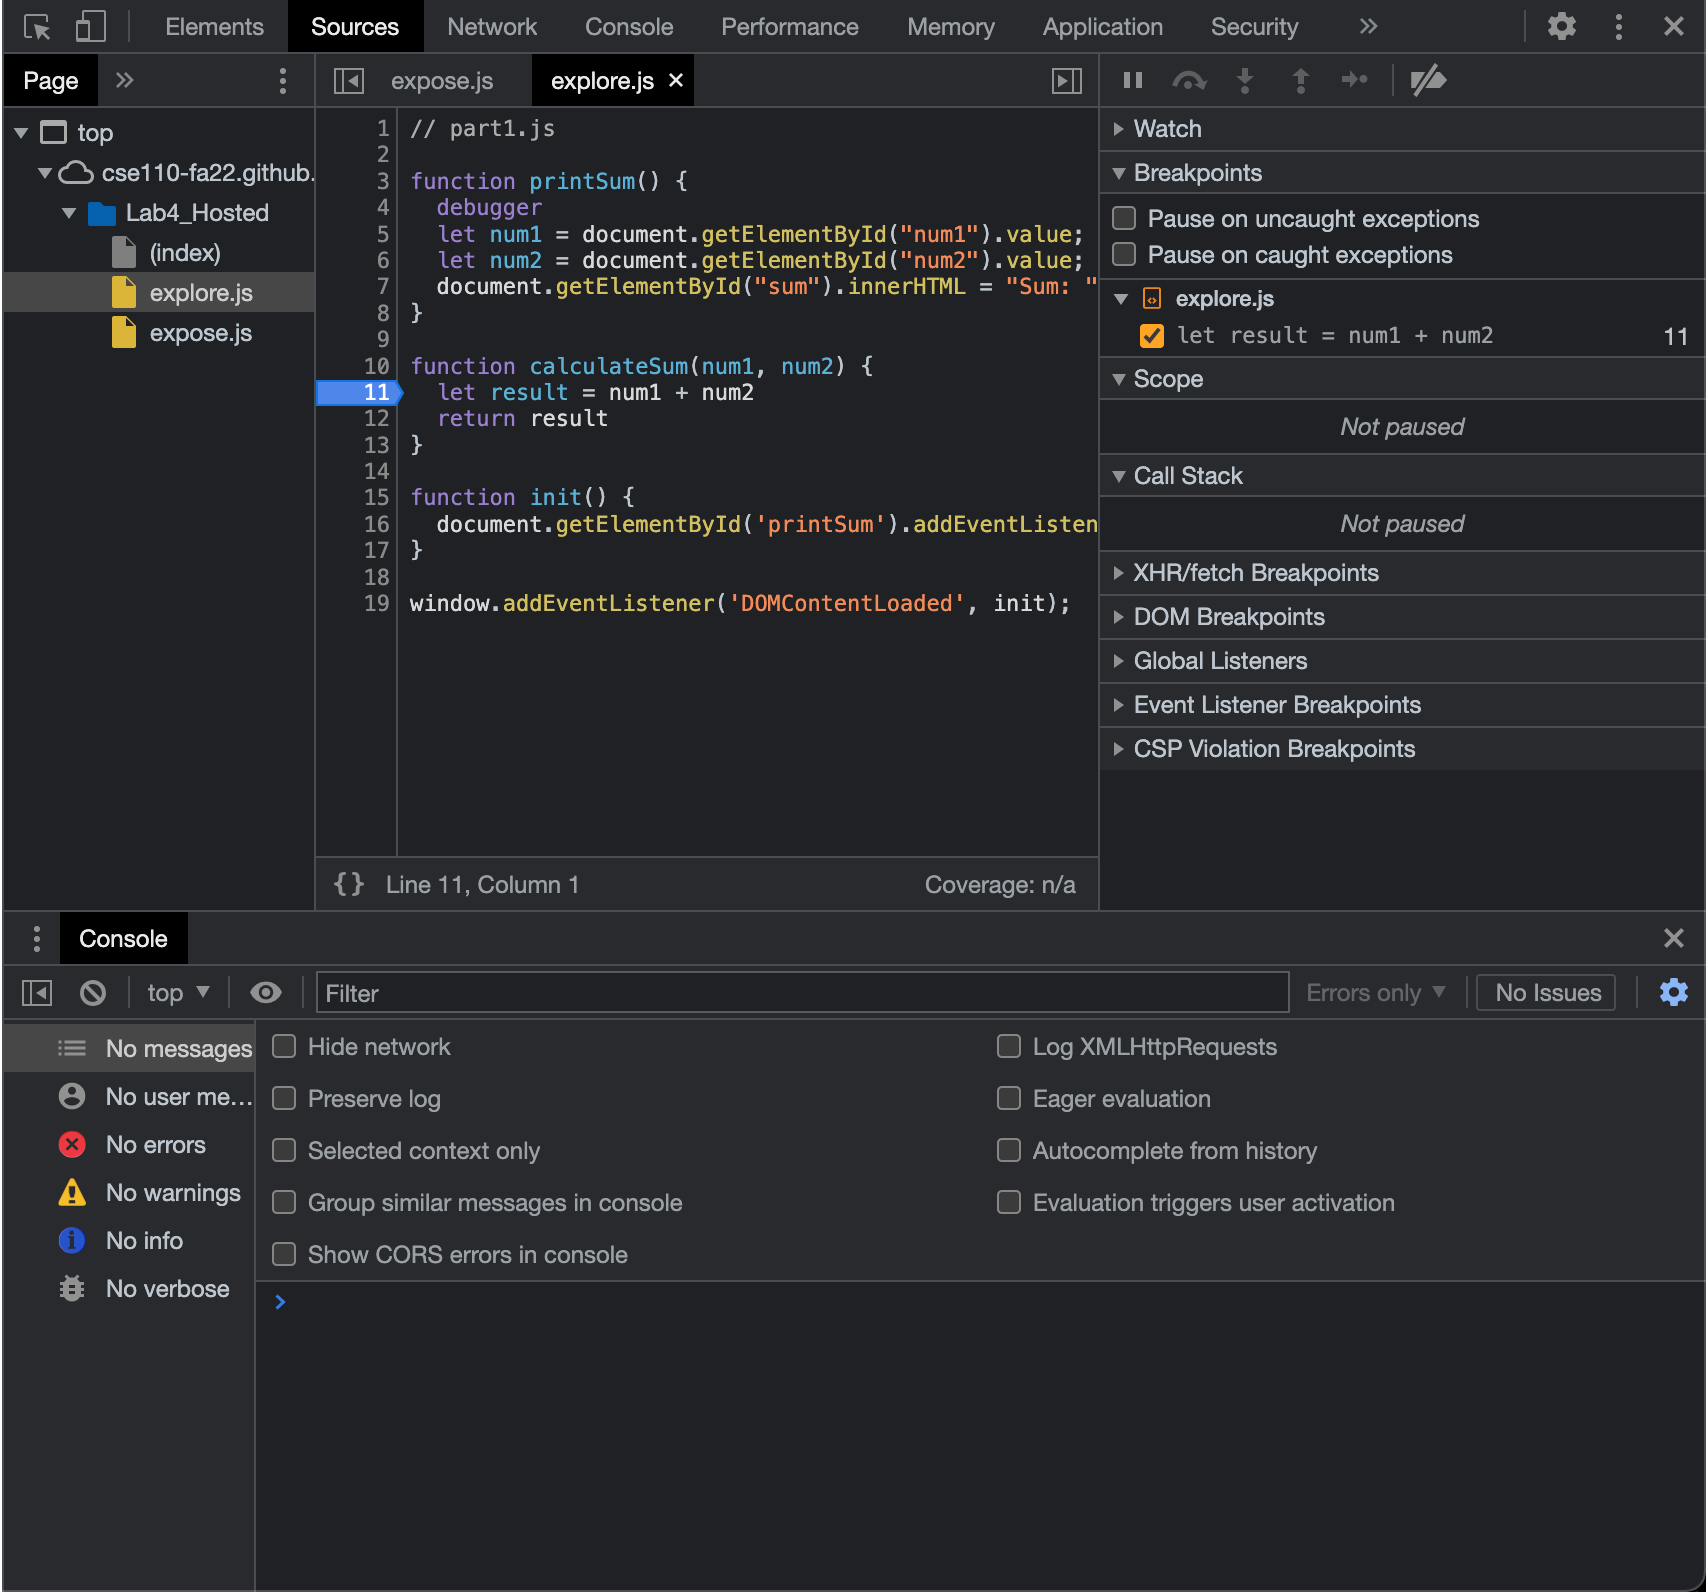 Elements Sources Network Console Performance Memory Application Security
Page
expose.js explore.js
top
cse110-fa22.github.
Lab4_Hosted
(index)
explore.js
expose.js
1 // part1.js
2
3 function printSum() {
4 debugger
5 let num1 = document.getElementById("num1").value;
6 let num2 = document.getElementById("num2").value;
7 document.getElementById("sum").innerHTML = "Sum: "
8 }
9
10 function calculateSum(num1, num2) {
11 let result = num1 + num2
12 return result
13 }
14
15 function init() {
16 document.getElementById('printSum').addEventListen
17 }
18
19 window.addEventListener('DOMContentLoaded', init);
{} Line 11, Column 1 Coverage: n/a
Watch
Breakpoints
Pause on uncaught exceptions
Pause on caught exceptions
explore.js
let result = num1 + num2 11
Scope
Not paused
Call Stack
Not paused
XHR/fetch Breakpoints
DOM Breakpoints
Global Listeners
Event Listener Breakpoints
CSP Violation Breakpoints
Console
top Filter Errors only No Issues
No messages
No user me...
No errors
No warnings
No info
No verbose
Hide network
Preserve log
Selected context only
Group similar messages in console
Show CORS errors in console
Log XMLHttpRequests
Eager evaluation
Autocomplete from history
Evaluation triggers user activation